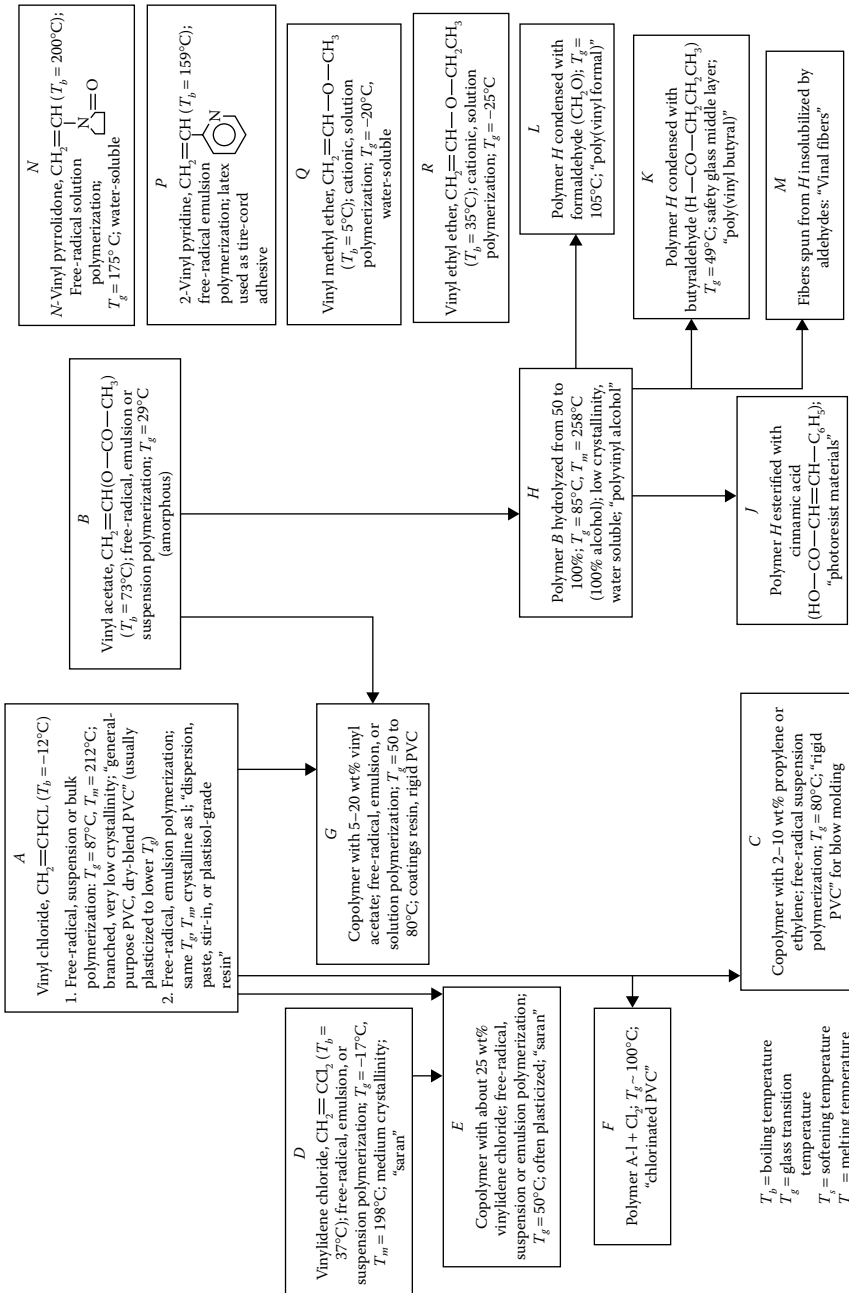 A
Vinyl chloride, CH₂=CHCL (T_b = −12°C)
1. Free-radical, suspension or bulk
polymerization: T_g = 87°C, T_m = 212°C;
branched, very low crystallinity; “general-
purpose PVC, dry-blend PVC” (usually
plasticized to lower T_g)
2. Free-radical, emulsion polymerization;
same T_g, T_m, crystalline as l; “dispersion,
paste, stir-in, or plastisol-grade
resin”
B
Vinyl acetate, CH₂=CH(O—CO—CH₃)
(T_b = 73°C); free-radical, emulsion or
suspension polymerization; T_g = 29°C
(amorphous)
N
N-Vinyl pyrrolidone, CH₂=CH (T_b = 200°C);
Free-radical solution
polymerization;
T_g = 175° C; water-soluble
N
=O
P
2-Vinyl pyridine, CH₂=CH (T_b = 159°C);
free-radical emulsion
polymerization; latex
used as tire-cord
adhesive
N
Q
Vinyl methyl ether, CH₂=CH—O—CH₃
(T_b = 5°C); cationic, solution
polymerization; T_g = −20°C,
water-soluble
R
Vinyl ethyl ether, CH₂=CH—O—CH₂CH₃
(T_b = 35°C); cationic, solution
polymerization; T_g = −25°C
D
Vinylidene chloride, CH₂=CCl₂ (T_b =
37°C); free-radical, emulsion, or
suspension polymerization; T_g = −17°C,
T_m = 198°C; medium crystallinity;
“saran”
G
Copolymer with 5–20 wt% vinyl
acetate; free-radical, emulsion, or
solution polymerization; T_g = 50 to
80°C; coatings resin, rigid PVC
E
Copolymer with about 25 wt%
vinylidene chloride; free-radical,
suspension or emulsion polymerization;
T_g = 50°C; often plasticized; “saran”
H
Polymer B hydrolyzed from 50 to
100%; T_g = 85°C, T_m = 258°C
(100% alcohol); low crystallinity,
water soluble; “polyvinyl alcohol”
L
Polymer H condensed with
formaldehyde (CH₂O); T_g =
105°C; “poly(vinyl formal)”
F
Polymer A-l + Cl₂; T_g~ 100°C;
“chlorinated PVC”
K
Polymer H condensed with
butyraldehyde (H—CO—CH₂CH₂CH₃)
T_g = 49°C; safety glass middle layer;
“poly(vinyl butyral)”
C
Copolymer with 2–10 wt% propylene or
ethylene; free-radical suspension
polymerization; T_g = 80°C; “rigid
PVC” for blow molding
J
Polymer H esterified with
cinnamic acid
(HO—CO—CH=CH—C₆H₅);
“photoresist materials”
M
Fibers spun from H insolubilized by
aldehydes: “Vinal fibers”
T_b = boiling temperature
T_g = glass transition
temperature
T_s = softening temperature
= melting temperature